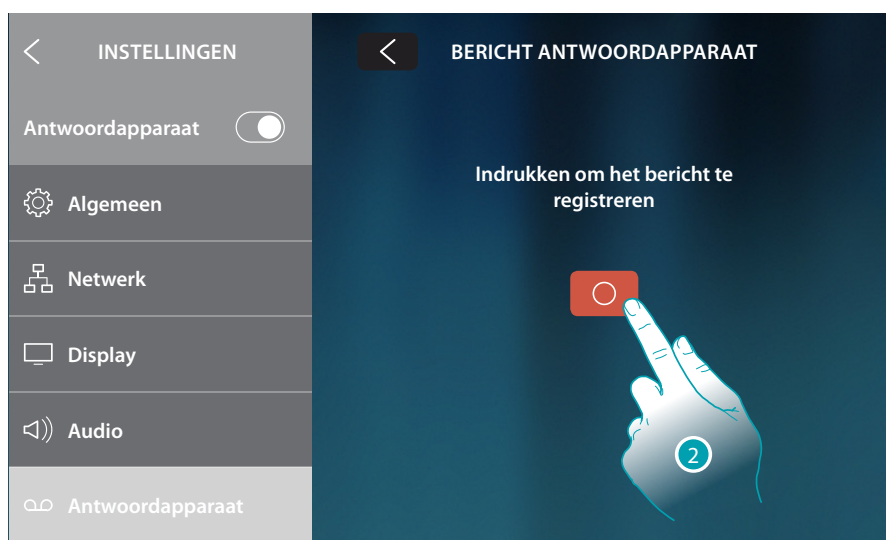 INSTELLINGEN
Antwoordapparaat
Algemeen
Netwerk
Display
Audio
Antwoordapparaat
BERICHT ANTWOORDAPPARAAT
Indrukken om het bericht te
registreren
2